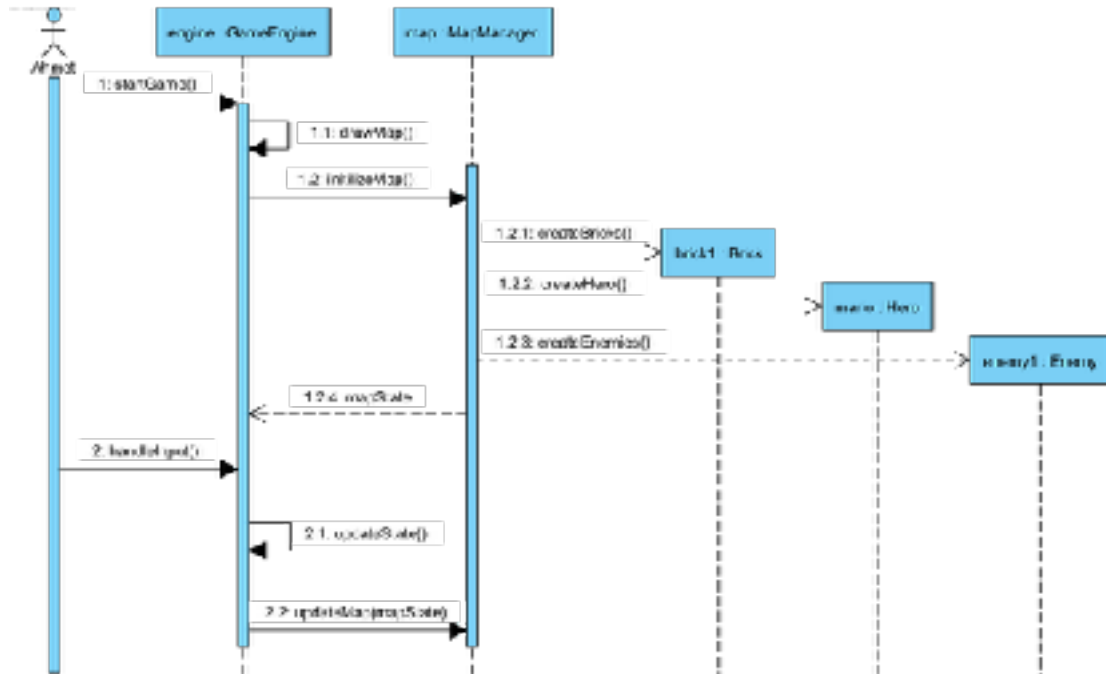 engine : GameEngine
map : MapManager
Ahmet
1: startGame()
1.1: drawMap()
1.2: initilizeMap()
1.2.1: createBricks()
brick1 :
1.2.2: createHero()
mario : Hero
1.2.3: createEnemies()
enemy1 : Enemy
1.2.4: mapState
2: handleInput()
2.1: updateState()
2.2: updateMap(mapState)